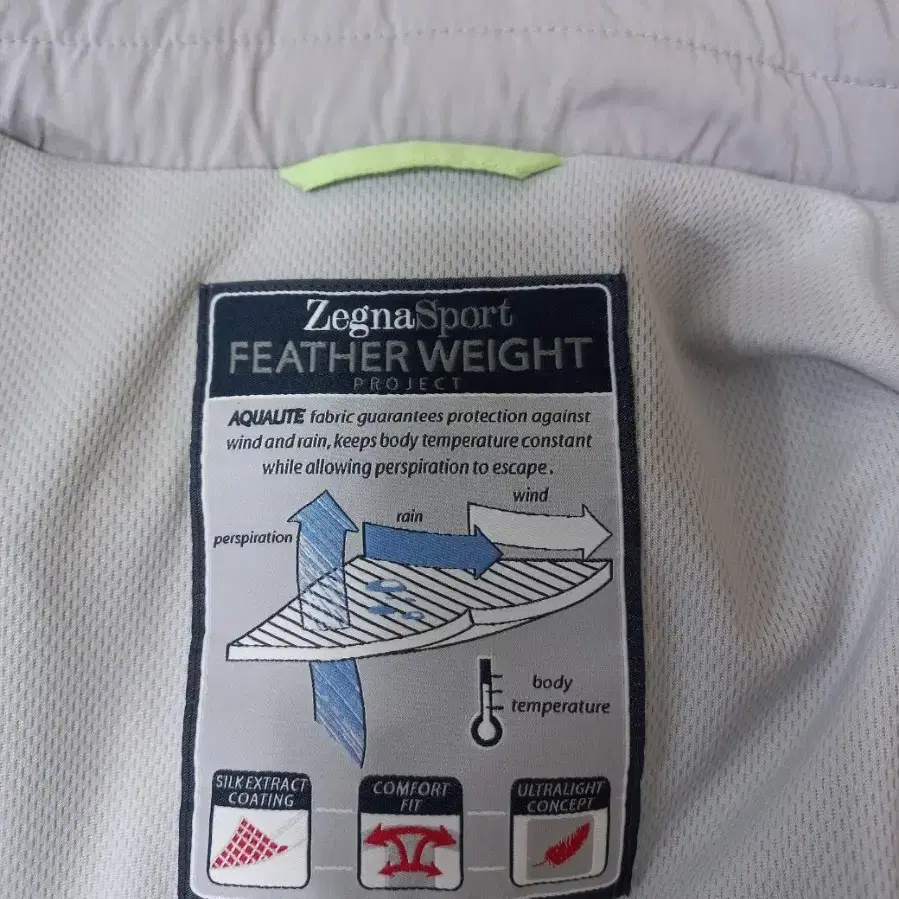 ZegnaSport
FEATHER WEIGHT
PROJECT
AQUALITE fabric guarantees protection against
wind and rain, keeps body temperature constant
while allowing perspiration to escape.
wind
rain
perspiration
body
temperature
SILK EXTRACT
COATING
COMFORT
FIT
ULTRALIGHT
CONCEPT